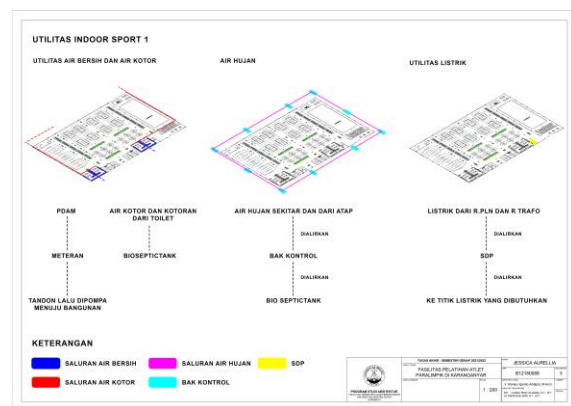 UTILITAS INDOOR SPORT 1
UTILITAS AIR BERSIH DAN AIR KOTOR
AIR HUJAN
UTILITAS LISTRIK
PDAM
METERAN
TANDON LALU DIPOMPA
MENUJU BANGUNAN
AIR KOTOR DAN KOTORAN
DARI TOILET
BIOSEPTICTANK
AIR HUJAN SEKITAR DAN DARI ATAP
DIALIRKAN
BAK KONTROL
DIALIRKAN
BIO SEPTICTANK
LISTRIK DARI R.PLN DAN R TRAFO
DIALIRKAN
SDP
DIALIRKAN
KE TITIK LISTRIK YANG DIBUTUHKAN
KETERANGAN
SALURAN AIR BERSIH
SALURAN AIR HUJAN
SDP
SALURAN AIR KOTOR
BAK KONTROL
PROGRAM STUDI ARSITEKTUR
FASILITAS PELATIHAN ATLET
PARALIMPIK DI KARANGANYAR
1 : 250
JESSICA AURELLIA